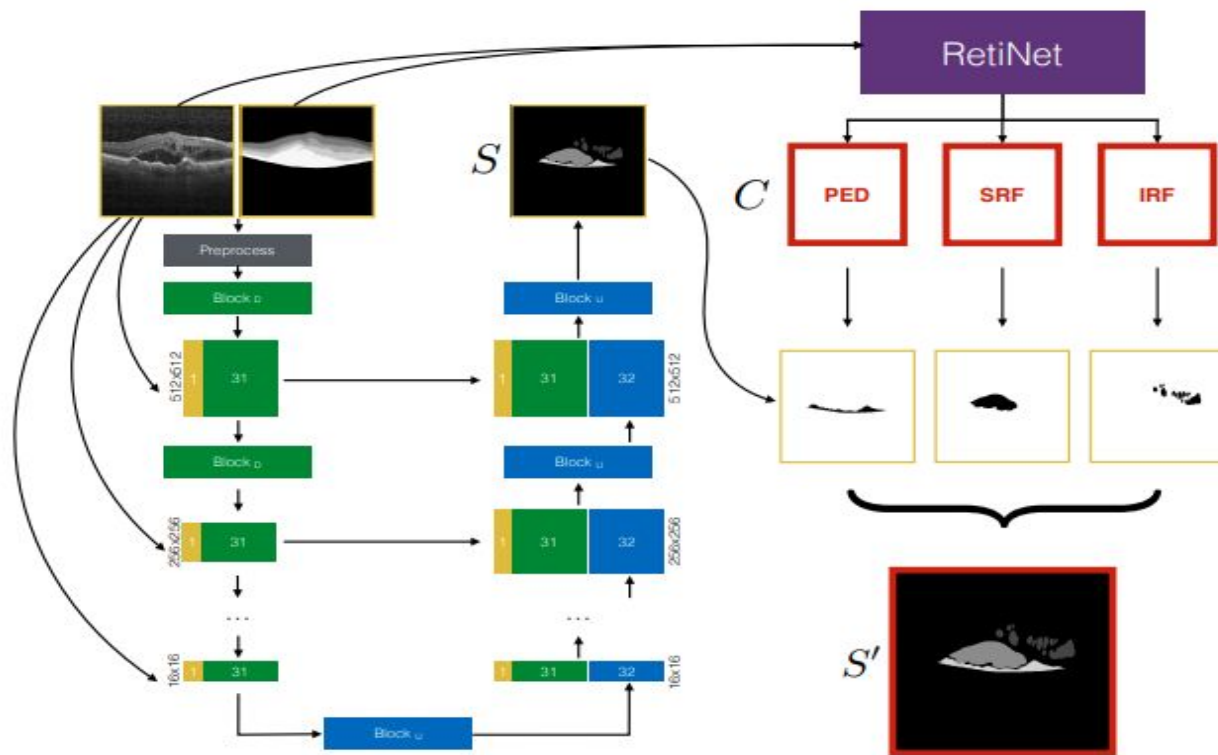 RetiNet
S
C
PED
SRF
IRF
Preprocess
Block D
Block U
512x512
1
31
1
31
32
512x512
Block D
Block U
256x256
1
31
1
31
32
256x256
...
...
16x16
1
31
1
31
32
16x16
Block U
S'